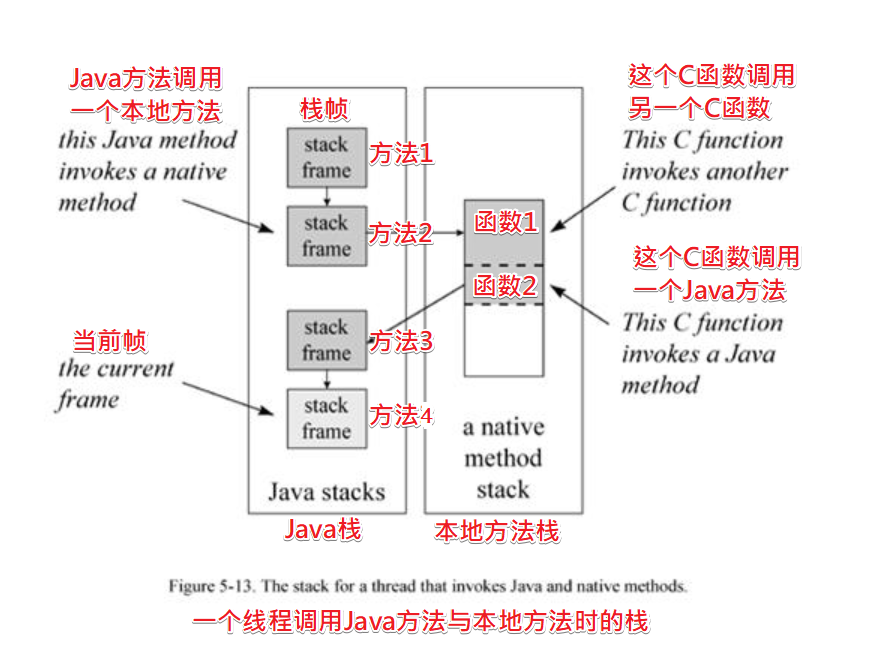 Java方法调用
一个本地方法
this Java method
invokes a native
method
当前帧
the current
frame
栈帧
stack
frame
方法1
stack
frame
方法2
stack
frame
方法3
stack
frame
方法4
Java stacks
Java栈
函数1
函数2
a native
method
stack
本地方法栈
这个C函数调用
另一个C函数
This C function
invokes another
C function
这个C函数调用
一个Java方法
This C function
invokes a Java
method
Figure 5-13. The stack for a thread that invokes Java and native methods.
一个线程调用Java方法与本地方法时的栈